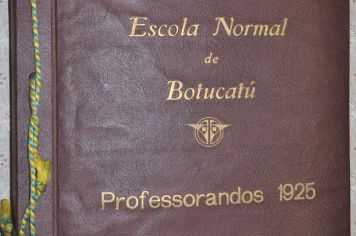 Escola Normal
de
Botucatú
Professorandos 1925